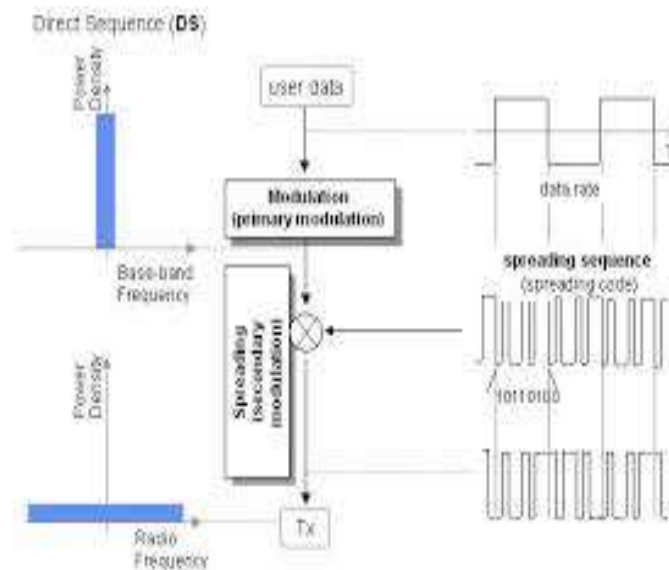 Direct Sequence (DS)
Power
Density
user data
Modulation
(primary modulation)
data rate
Base-band
Frequency
spreading sequence
(spreading code)
Spreading
(secondary
modulation)
10110100
Power
Density
Tx
Radio
Frequency